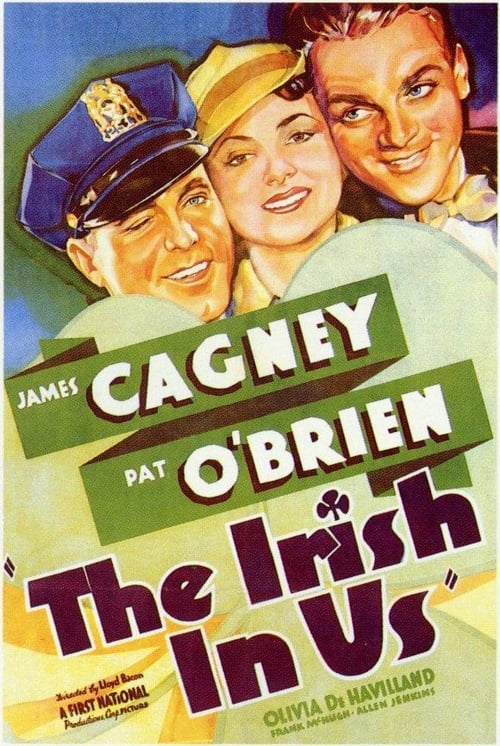 JAMES CAGNEY
PAT O'BRIEN
"The Irish
In Us"
Directed by Lloyd Bacon
A FIRST NATIONAL
Productions Corp. PICTURE
OLIVIA DE HAVILLAND
FRANK McHUGH - ALLEN JENKINS